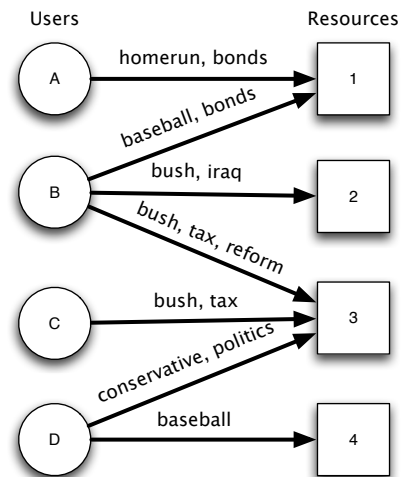 Users
Resources
homerun, bonds
A
1
baseball, bonds
bush, iraq
B
2
bush, tax, reform
bush, tax
C
3
conservative, politics
baseball
D
4